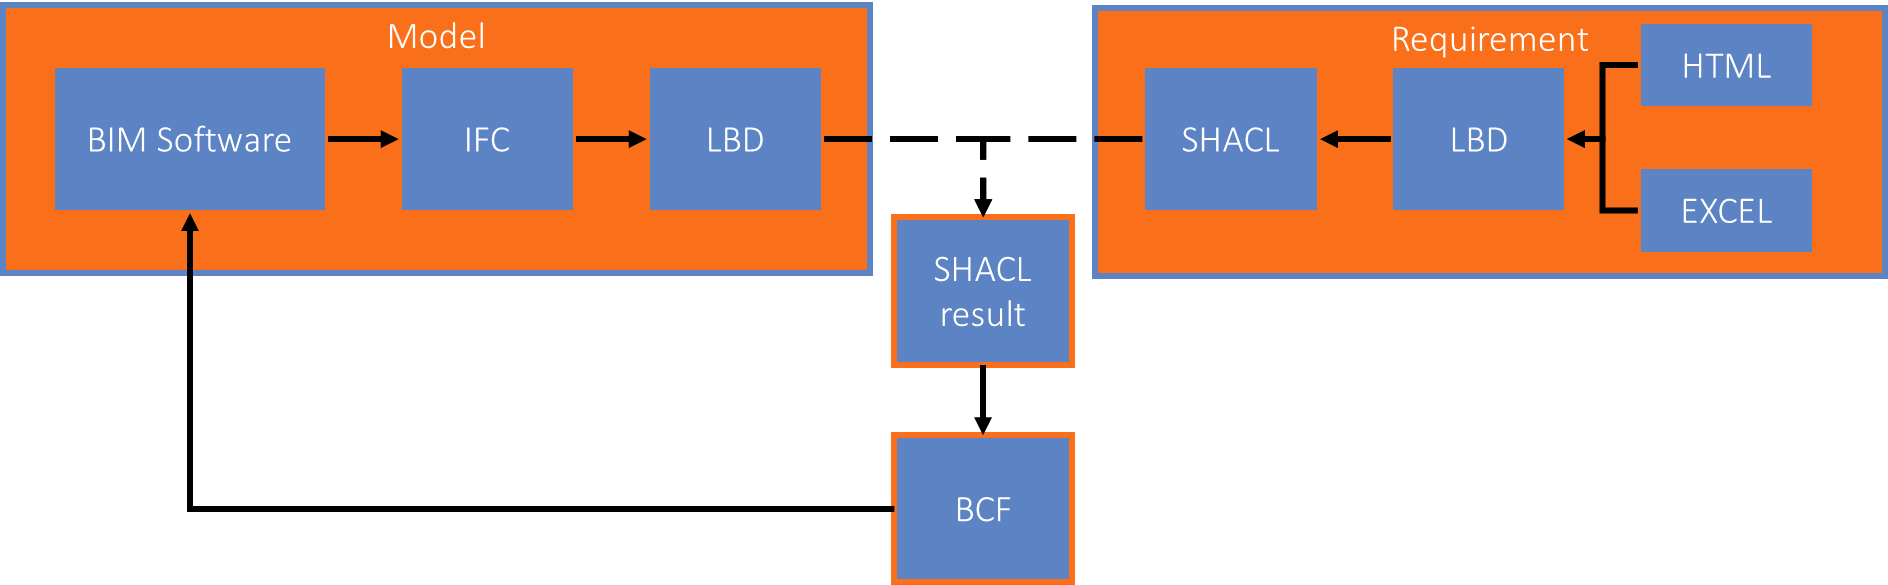 Model
BIM Software
IFC
LBD
Requirement
SHACL
LBD
HTML
EXCEL
SHACL
result
BCF